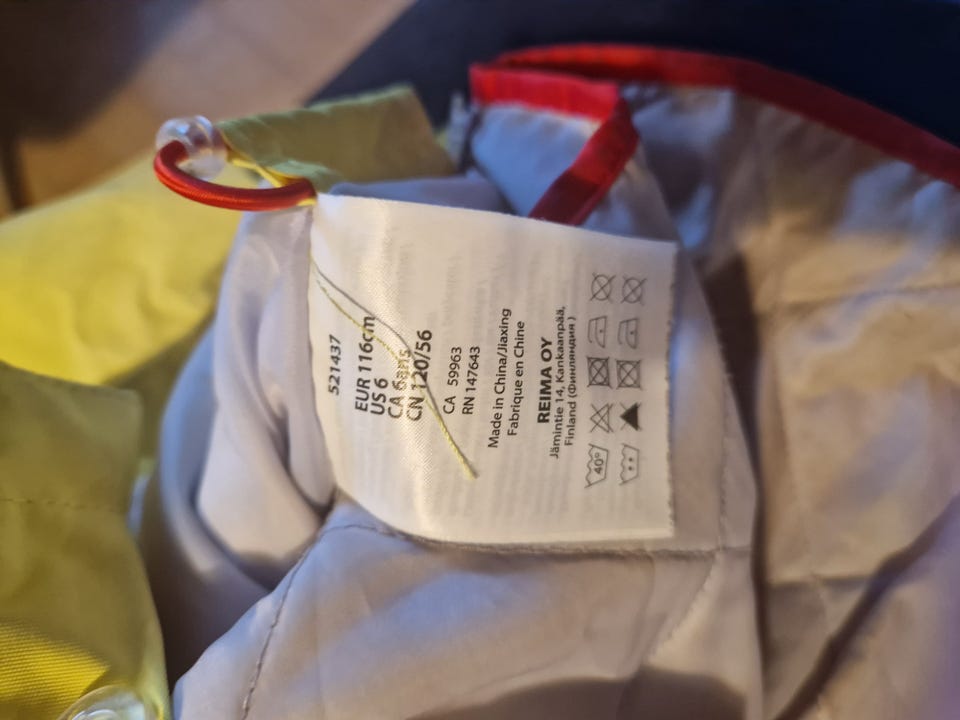 521437
EUR 116cm
US 6
CA 6ans
CN 120/56
CA 59963
RN 147643
Made in China/Jiaxing
Fabrique en Chine
REIMA OY
Jämintie 14, Kankaanpää,
Finland (Финляндия )
40°